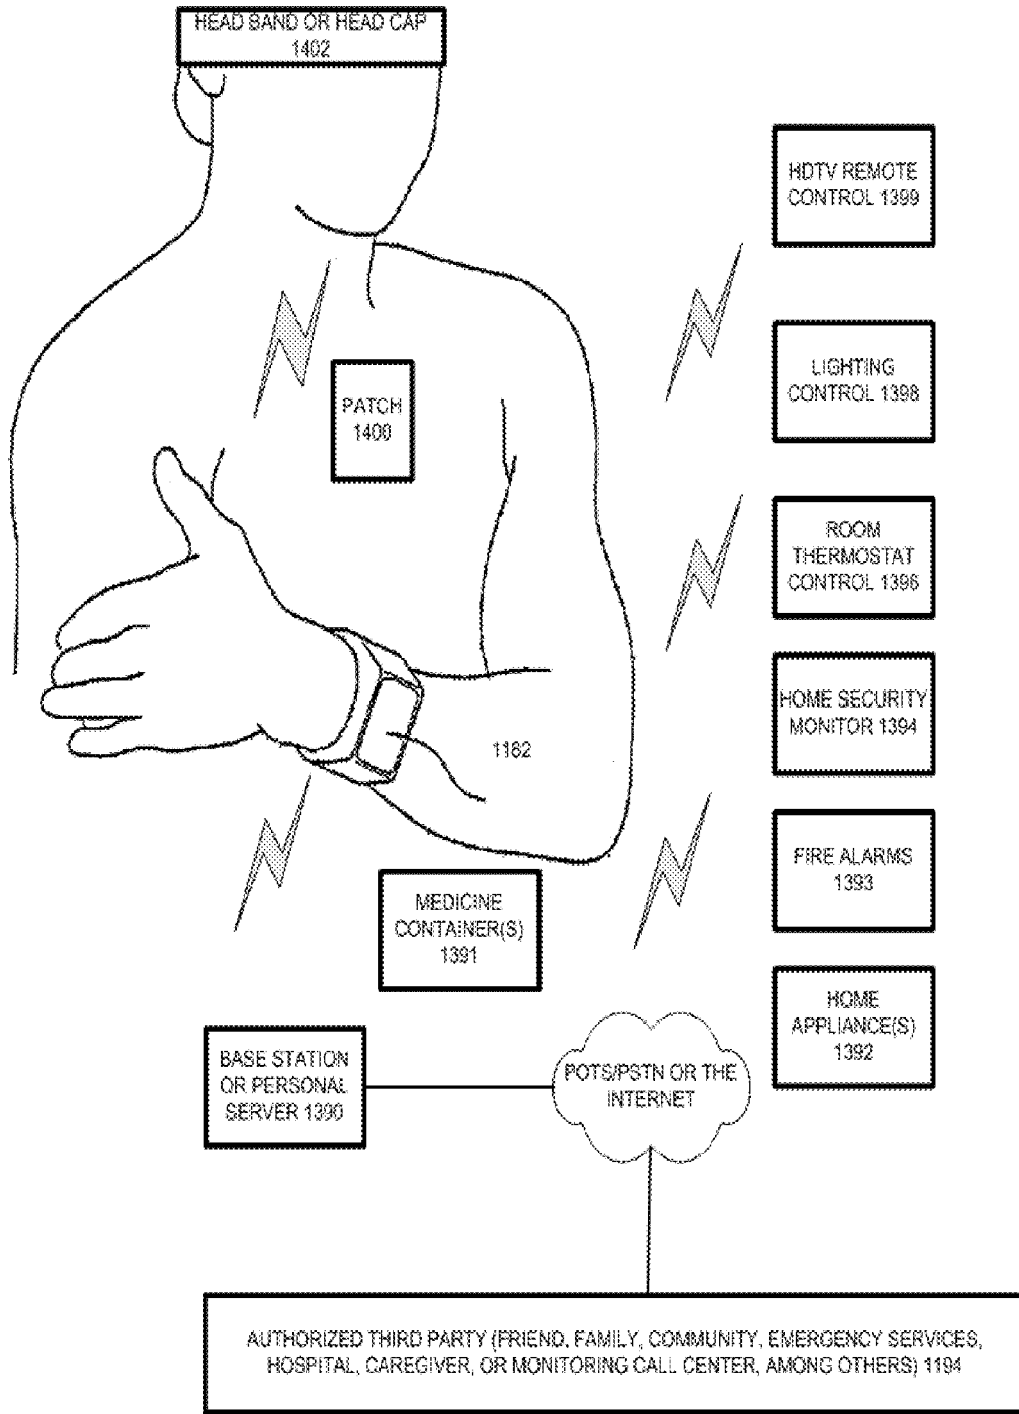 HEAD BAND OR HEAD CAP
1402
HDTV REMOTE
CONTROL 1399
LIGHTING
CONTROL 1398
PATCH
1400
ROOM
THERMOSTAT
CONTROL 1396
HOME SECURITY
MONITOR 1394
1182
FIRE ALARMS
1393
MEDICINE
CONTAINER(S)
1391
HOME
APPLIANCE(S)
1392
BASE STATION
OR PERSONAL
SERVER 1390
POTS/PSTN OR THE
INTERNET
AUTHORIZED THIRD PARTY (FRIEND, FAMILY, COMMUNITY, EMERGENCY SERVICES,
HOSPITAL, CAREGIVER, OR MONITORING CALL CENTER, AMONG OTHERS) 1194